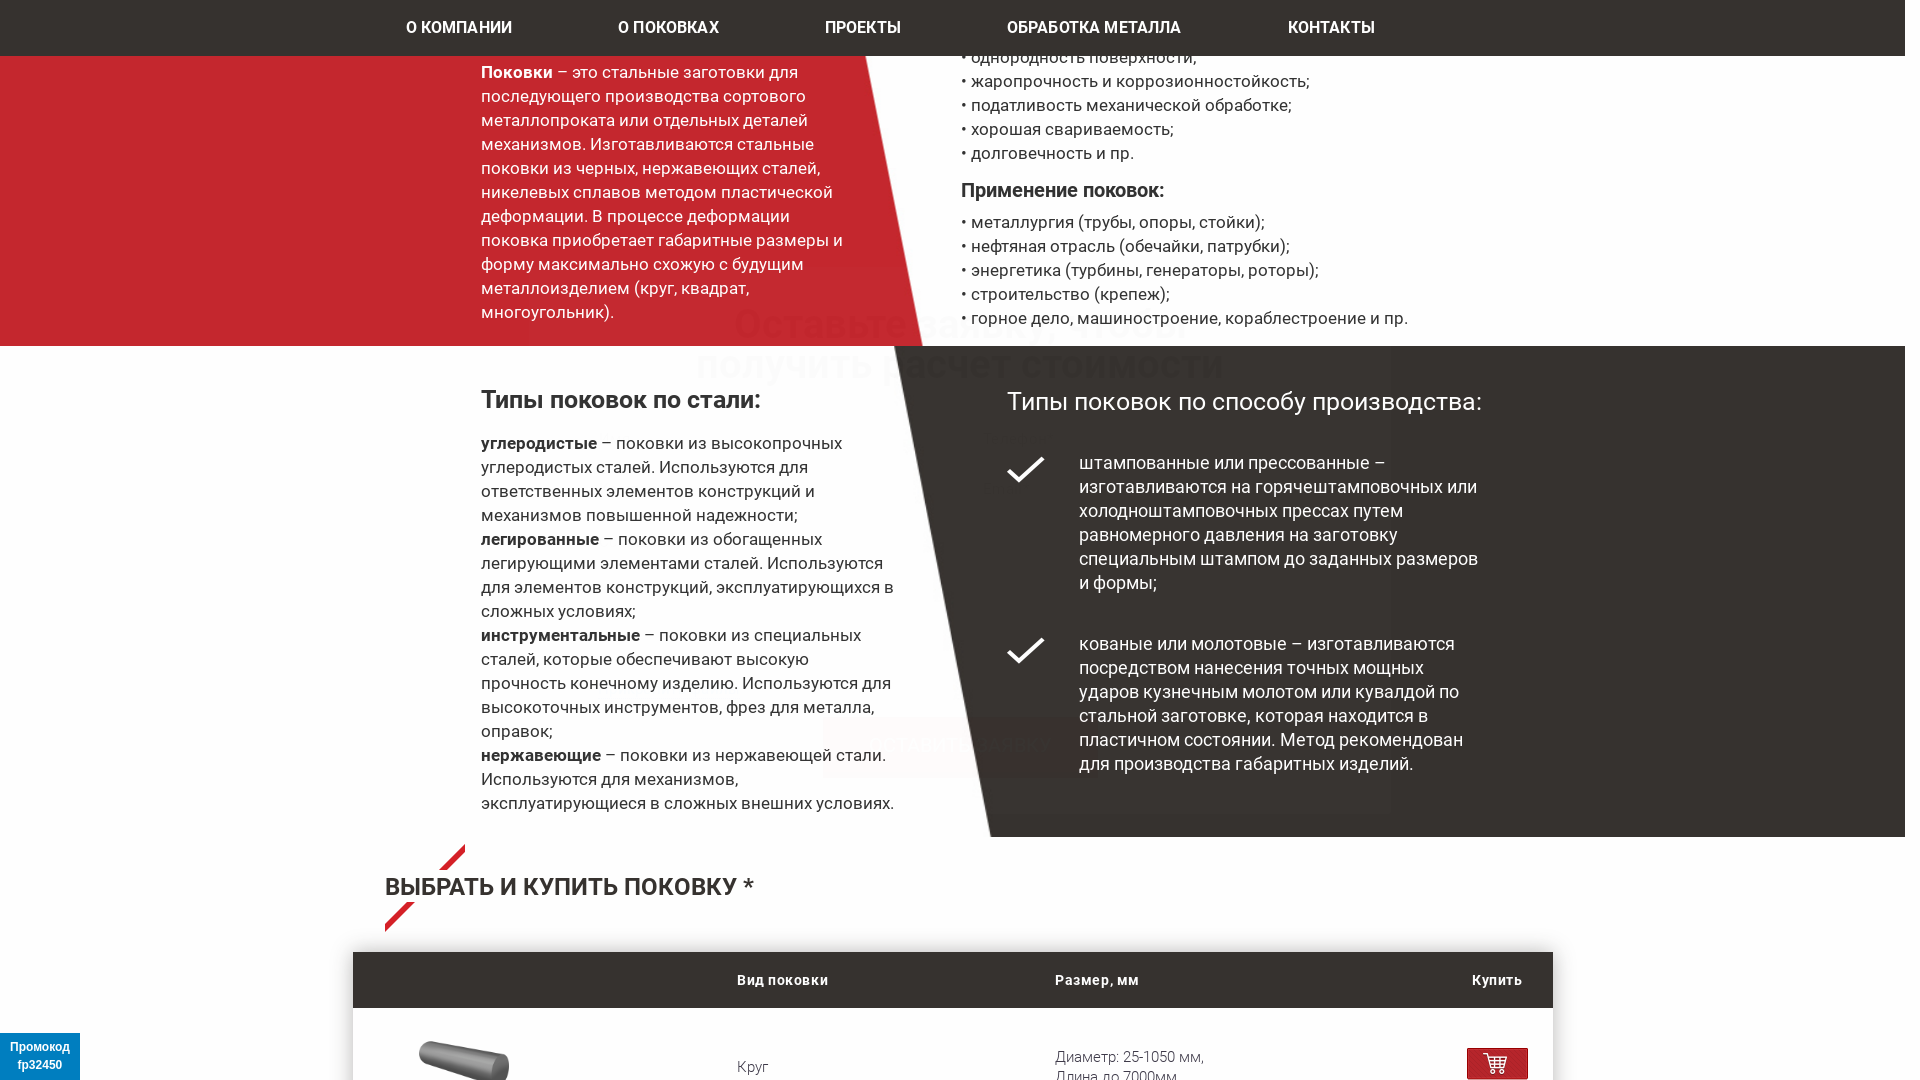 О КОМПАНИИ
О ПОКОВКАХ
ПРОЕКТЫ
ОБРАБОТКА МЕТАЛЛА
КОНТАКТЫ
Поковки – это стальные заготовки для
последующего производства сортового
металлопроката или отдельных деталей
механизмов. Изготавливаются стальные
поковки из черных, нержавеющих сталей,
никелевых сплавов методом пластической
деформации. В процессе деформации
поковка приобретает габаритные размеры и
форму максимально схожую с будущим
металлоизделием (круг, квадрат,
многоугольник).
• однородность поверхности;
• жаропрочность и коррозионностойкость;
• податливость механической обработке;
• хорошая свариваемость;
• долговечность и пр.
Применение поковок:
• металлургия (трубы, опоры, стойки);
• нефтяная отрасль (обечайки, патрубки);
• энергетика (турбины, генераторы, роторы);
• строительство (крепеж);
• горное дело, машиностроение, кораблестроение и пр.
Оставьте
получить расчет стоимости
Типы поковок по стали:
углеродистые – поковки из высокопрочных
углеродистых сталей. Используются для
ответственных элементов конструкций и
механизмов повышенной надежности;
легированные – поковки из обогащенных
легирующими элементами сталей. Используются
для элементов конструкций, эксплуатирующихся в
сложных условиях;
инструментальные – поковки из специальных
сталей, которые обеспечивают высокую
прочность конечному изделию. Используются для
высокоточных инструментов, фрез для металла,
оправок;
нержавеющие – поковки из нержавеющей стали.
Используются для механизмов,
эксплуатирующиеся в сложных внешних условиях.
Типы поковок по способу производства:
штампованные или прессованные –
изготавливаются на горячештамповочных или
холодноштамповочных прессах путем
равномерного давления на заготовку
специальным штампом до заданных размеров
и формы;
кованые или молотовые – изготавливаются
посредством нанесения точных мощных
ударов кузнечным молотом или кувалдой по
стальной заготовке, которая находится в
пластичном состоянии. Метод рекомендован
для производства габаритных изделий.
ВЫБРАТЬ И КУПИТЬ ПОКОВКУ *
Вид поковки
Размер, мм
Купить
Круг
Диаметр: 25-1050 мм,
Длина до 7000мм
Промокод
fp32450